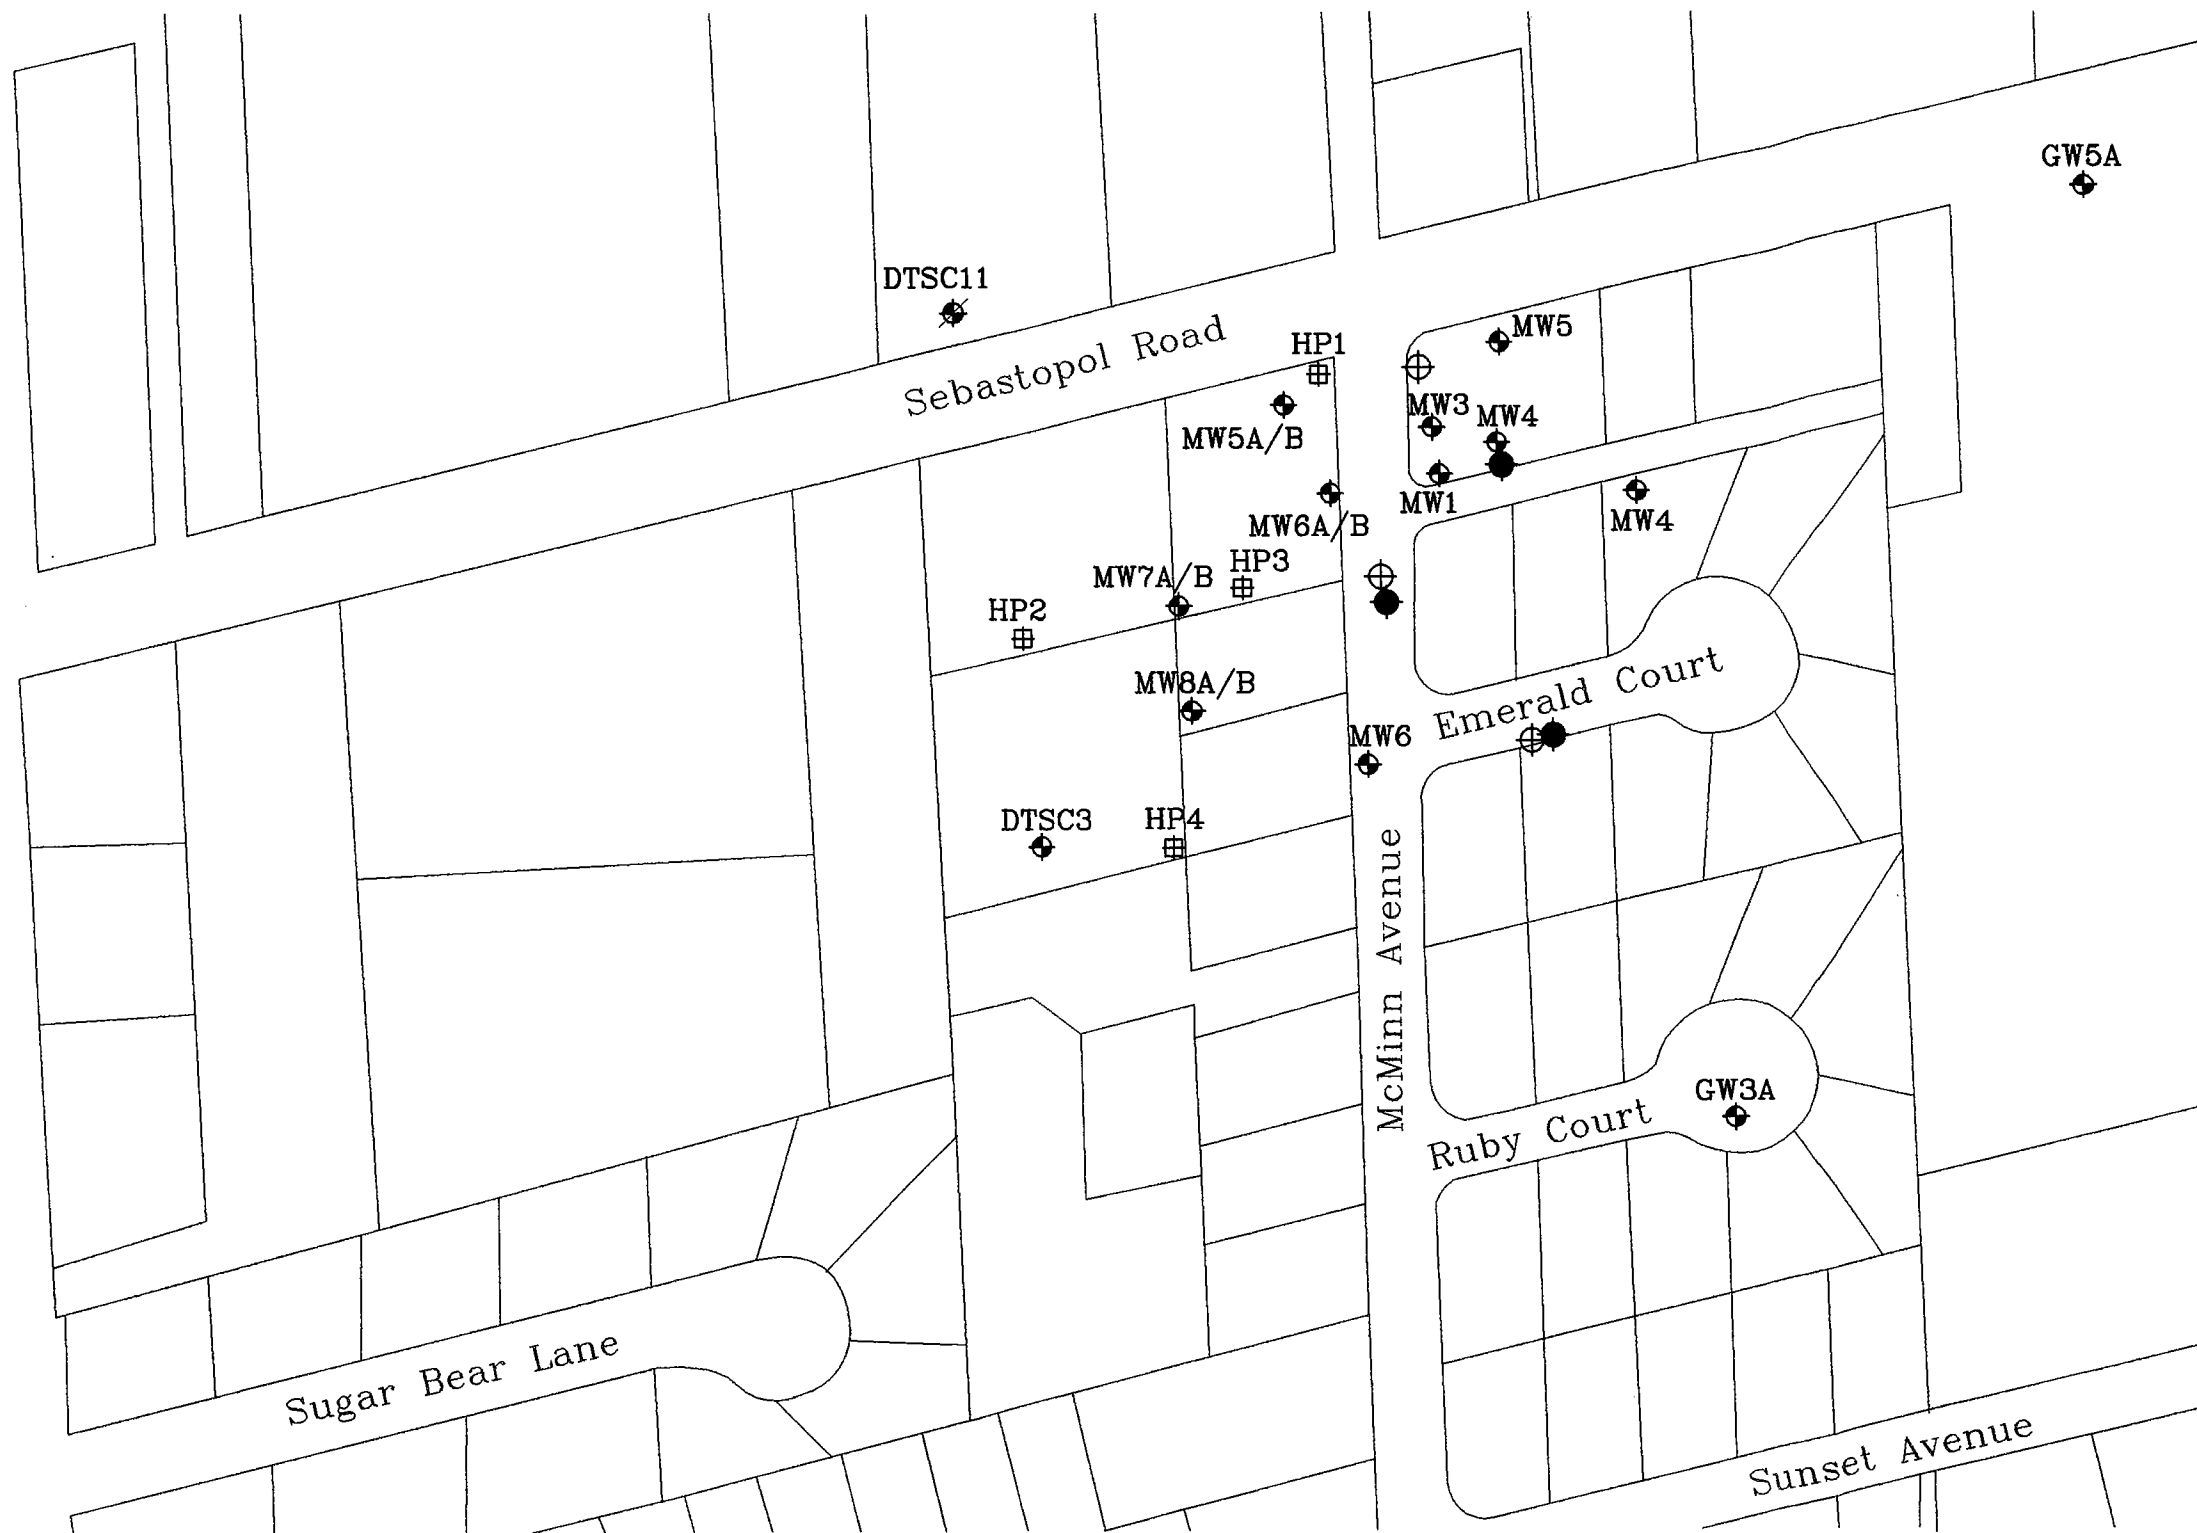 GW5A
DTSC11
MW5
Sebastopol Road
HP1
MW3
MW4
MW5A/B
MW1
MW4
MW6A/B
HP3
MW7A/B
HP2
MW8A/B
Emerald Court
MW6
DTSC3
HP4
McMinn Avenue
GW3A
Ruby Court
Sugar Bear Lane
Sunset Avenue